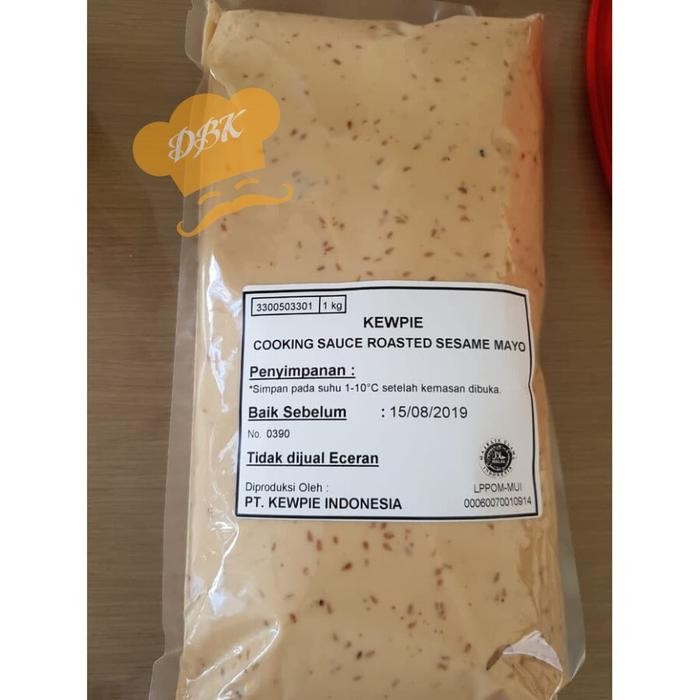 DBK
3300503301 1 kg
KEWPIE
COOKING SAUCE ROASTED SESAME MAYO
Penyimpanan :
*Simpan pada suhu 1-10°C setelah kemasan dibuka.
Baik Sebelum : 15/08/2019
No. 0390
Tidak dijual Eceran
Diproduksi Oleh :
PT. KEWPIE INDONESIA
LPPOM-MUI
00060070010914